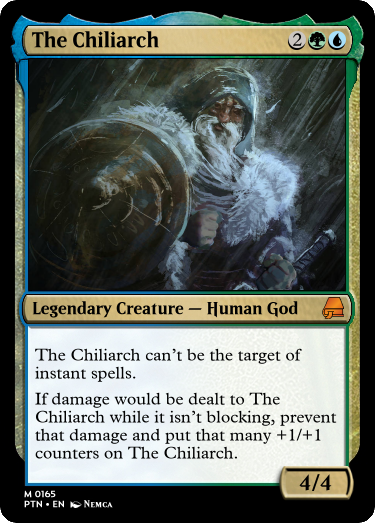 The Chiliarch 2
Legendary Creature — Human God
The Chiliarch can't be the target of
instant spells.
If damage would be dealt to The
Chiliarch while it isn't blocking, prevent
that damage and put that many +1/+1
counters on The Chiliarch.
4/4
M 0165
PTN • EN Nemca